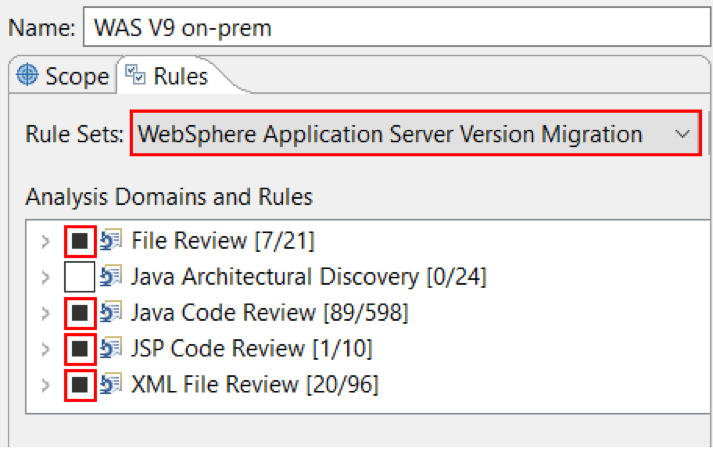 Name: WAS V9 on-prem
Scope Rules
Rule Sets: WebSphere Application Server Version Migration
Analysis Domains and Rules
File Review [7/21]
Java Architectural Discovery [0/24]
Java Code Review [89/598]
JSP Code Review [1/10]
XML File Review [20/96]